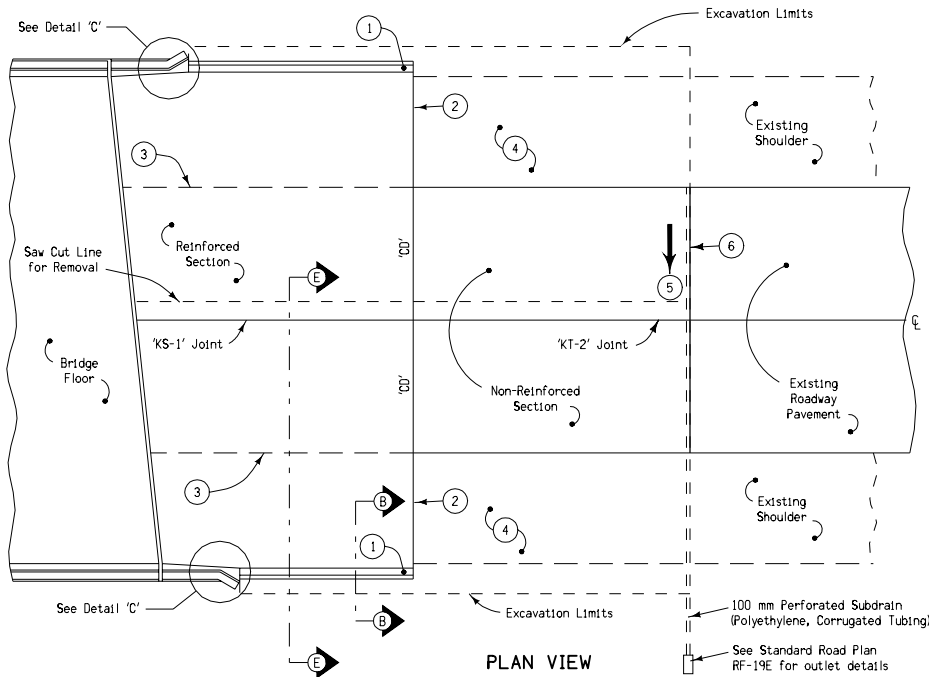 Excavation Limits
See Detail 'C'
1
2
3
4
Existing
Shoulder
Reinforced
Section
'CD'
6
Saw Cut Line
for Removal
E
5
'KS-1' Joint
'KT-2' Joint
℄
Bridge
Floor
'CD'
Non-Reinforced
Section
Existing
Roadway
Pavement
3
B
2
4
Existing
Shoulder
1
See Detail 'C'
Excavation Limits
B
E
100 mm Perforated Subdrain
(Polyethylene, Corrugated Tubing)
See Standard Road Plan
RF-19E for outlet details
PLAN VIEW